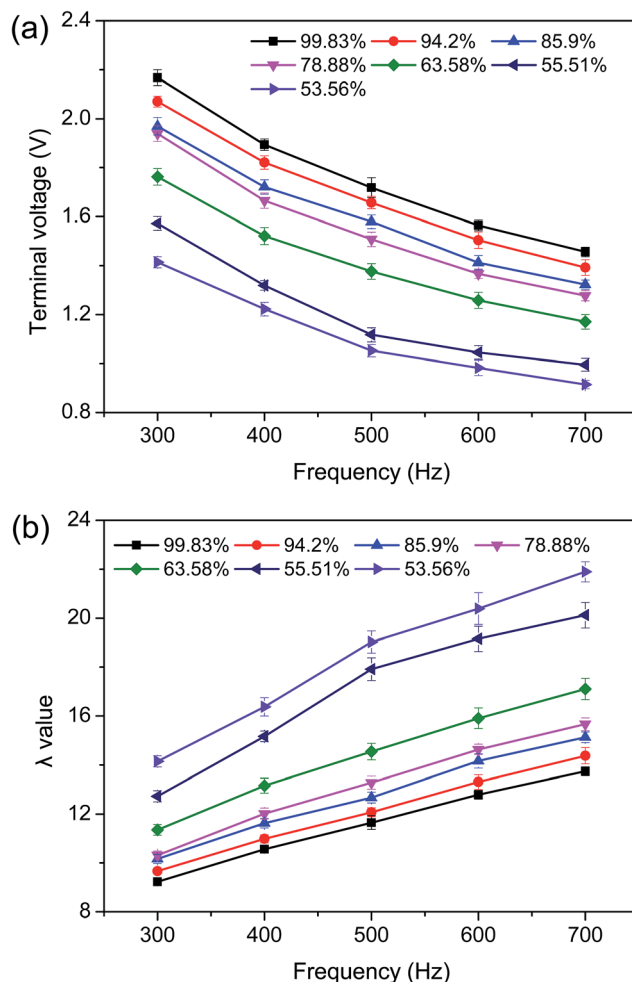 (a)
2.4
2.0
1.6
1.2
0.8
Terminal voltage (V)
99.83% 94.2% 85.9%
78.88% 63.58% 55.51%
53.56%
300 400 500 600 700
Frequency (Hz)
(b)
24
20
16
12
8
λ value
99.83% 94.2% 85.9% 78.88%
63.58% 55.51% 53.56%
300 400 500 600 700
Frequency (Hz)